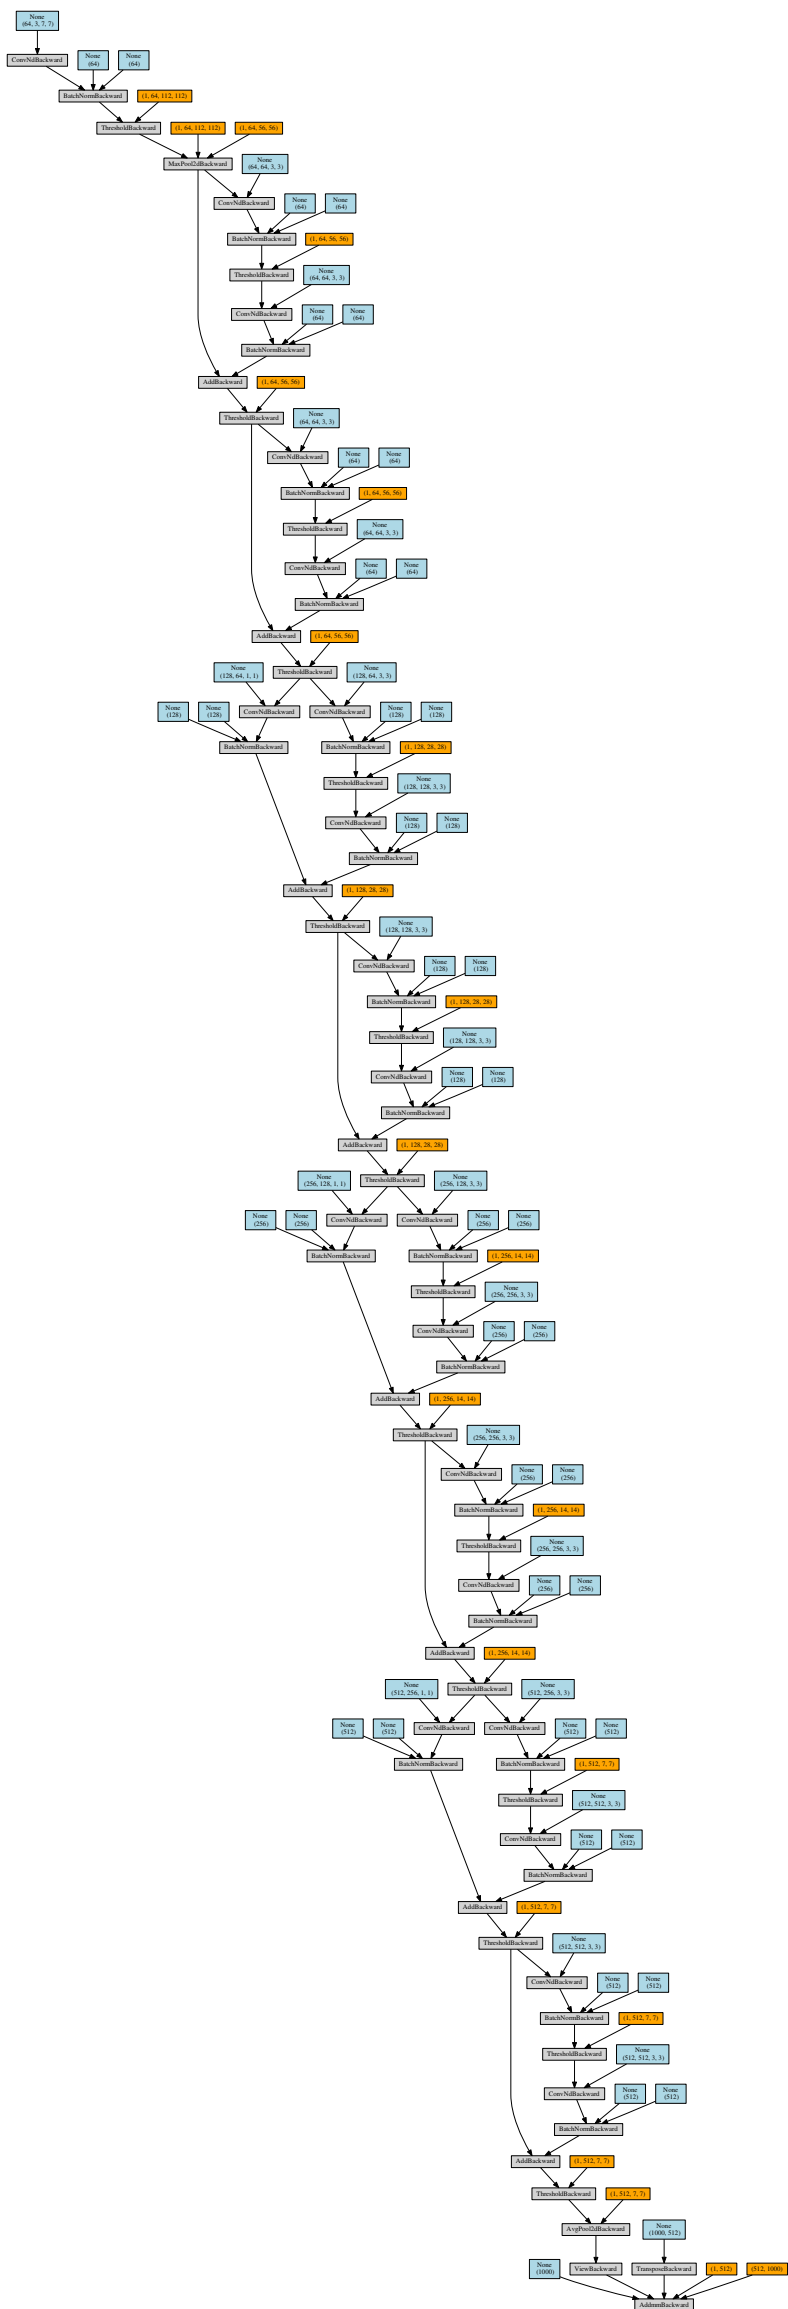 None
(64, 3, 7, 7)
ConvNdBackward
None
(64)
None
(64)
BatchNormBackward
(1, 64, 112, 112)
ThresholdBackward
(1, 64, 112, 112)
(1, 64, 56, 56)
MaxPool2dBackward
None
(64, 64, 3, 3)
ConvNdBackward
None
(64)
None
(64)
BatchNormBackward
(1, 64, 56, 56)
ThresholdBackward
None
(64, 64, 3, 3)
ConvNdBackward
None
(64)
None
(64)
BatchNormBackward
AddBackward
(1, 64, 56, 56)
ThresholdBackward
None
(64, 64, 3, 3)
ConvNdBackward
None
(64)
None
(64)
BatchNormBackward
(1, 64, 56, 56)
ThresholdBackward
None
(64, 64, 3, 3)
ConvNdBackward
None
(64)
None
(64)
BatchNormBackward
AddBackward
(1, 64, 56, 56)
None
(128, 64, 1, 1)
ThresholdBackward
None
(128, 64, 3, 3)
None
(128)
None
(128)
ConvNdBackward
ConvNdBackward
None
(128)
None
(128)
BatchNormBackward
BatchNormBackward
(1, 128, 28, 28)
ThresholdBackward
None
(128, 128, 3, 3)
ConvNdBackward
None
(128)
None
(128)
BatchNormBackward
AddBackward
(1, 128, 28, 28)
ThresholdBackward
None
(128, 128, 3, 3)
ConvNdBackward
None
(128)
None
(128)
BatchNormBackward
(1, 128, 28, 28)
ThresholdBackward
None
(128, 128, 3, 3)
ConvNdBackward
None
(128)
None
(128)
BatchNormBackward
AddBackward
(1, 128, 28, 28)
None
(256, 128, 1, 1)
ThresholdBackward
None
(256, 128, 3, 3)
None
(256)
None
(256)
ConvNdBackward
ConvNdBackward
None
(256)
None
(256)
BatchNormBackward
BatchNormBackward
(1, 256, 14, 14)
ThresholdBackward
None
(256, 256, 3, 3)
ConvNdBackward
None
(256)
None
(256)
BatchNormBackward
AddBackward
(1, 256, 14, 14)
ThresholdBackward
None
(256, 256, 3, 3)
ConvNdBackward
None
(256)
None
(256)
BatchNormBackward
(1, 256, 14, 14)
ThresholdBackward
None
(256, 256, 3, 3)
ConvNdBackward
None
(256)
None
(256)
BatchNormBackward
AddBackward
(1, 256, 14, 14)
None
(512, 256, 1, 1)
ThresholdBackward
None
(512, 256, 3, 3)
None
(512)
None
(512)
ConvNdBackward
ConvNdBackward
None
(512)
None
(512)
BatchNormBackward
BatchNormBackward
(1, 512, 7, 7)
ThresholdBackward
None
(512, 512, 3, 3)
ConvNdBackward
None
(512)
None
(512)
BatchNormBackward
AddBackward
(1, 512, 7, 7)
ThresholdBackward
None
(512, 512, 3, 3)
ConvNdBackward
None
(512)
None
(512)
BatchNormBackward
(1, 512, 7, 7)
ThresholdBackward
None
(512, 512, 3, 3)
ConvNdBackward
None
(512)
None
(512)
BatchNormBackward
AddBackward
(1, 512, 7, 7)
ThresholdBackward
(1, 512, 7, 7)
AvgPool2dBackward
None
(1000, 512)
None
(1000)
ViewBackward
TransposeBackward
(1, 512)
(512, 1000)
AddmmBackward